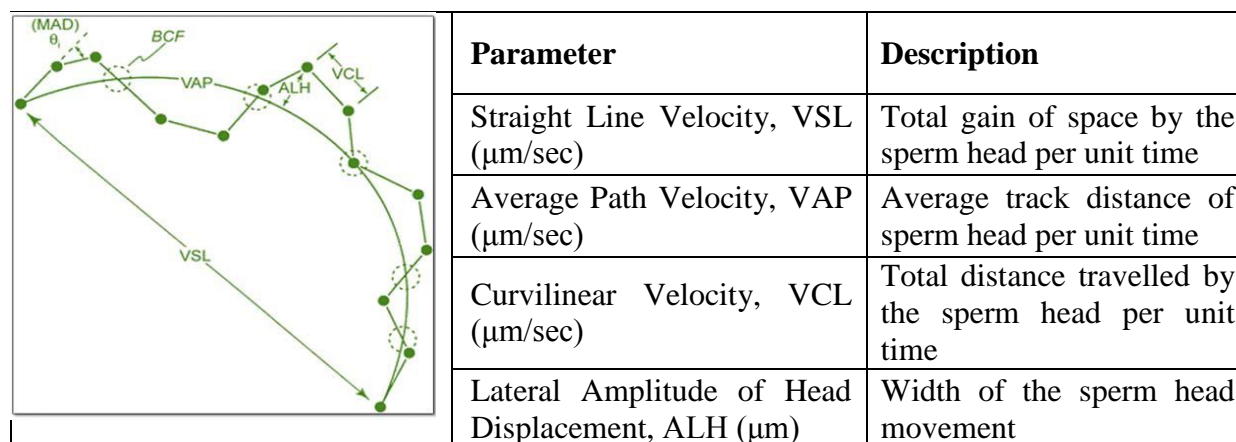 (MAD)
θi
BCF
VAP
ALH
VCL
VSL
Parameter
Description
Straight Line Velocity, VSL
(μm/sec)
Total gain of space by the
sperm head per unit time
Average Path Velocity, VAP
(μm/sec)
Average track distance of
sperm head per unit time
Curvilinear Velocity, VCL
(μm/sec)
Total distance travelled by
the sperm head per unit
time
Lateral Amplitude of Head
Displacement, ALH (μm)
Width of the sperm head
movement